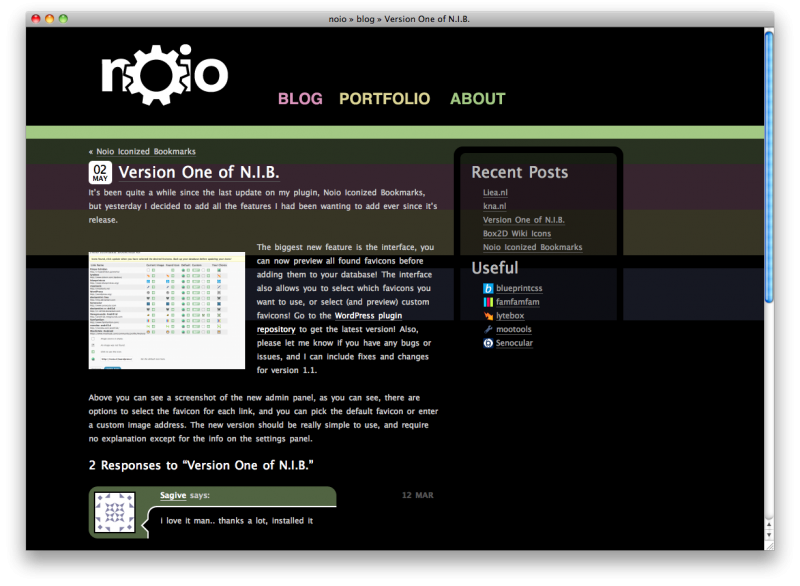 noio » blog » Version One of N.I.B.
noio
BLOG PORTFOLIO ABOUT
« Noio Iconized Bookmarks
02
MAY
Version One of N.I.B.
It's been quite a while since the last update on my plugin, Noio Iconized Bookmarks,
but yesterday I decided to add all the features I had been wanting to add ever since it's
release.
The biggest new feature is the interface, you
can now preview all found favicons before
adding them to your database! The interface
also allows you to select which favicons you
want to use, or select (and preview) custom
favicons! Go to the WordPress plugin
repository to get the latest version! Also,
please let me know if you have any bugs or
issues, and I can include fixes and changes
for version 1.1.
Above you can see a screenshot of the new admin panel, as you can see, there are
options to select the favicon for each link, and you can pick the default favicon or enter
a custom image address. The new version should be really simple to use, and require
no explanation except for the info on the settings panel.
2 Responses to “Version One of N.I.B.”
Sagive says:
12 MAR
I love it man.. thanks a lot, installed it
Recent Posts
Liea.nl
kna.nl
Version One of N.I.B.
Box2D Wiki Icons
Noio Iconized Bookmarks
Useful
blueprintcss
famfamfam
lytebox
mootools
Senocular